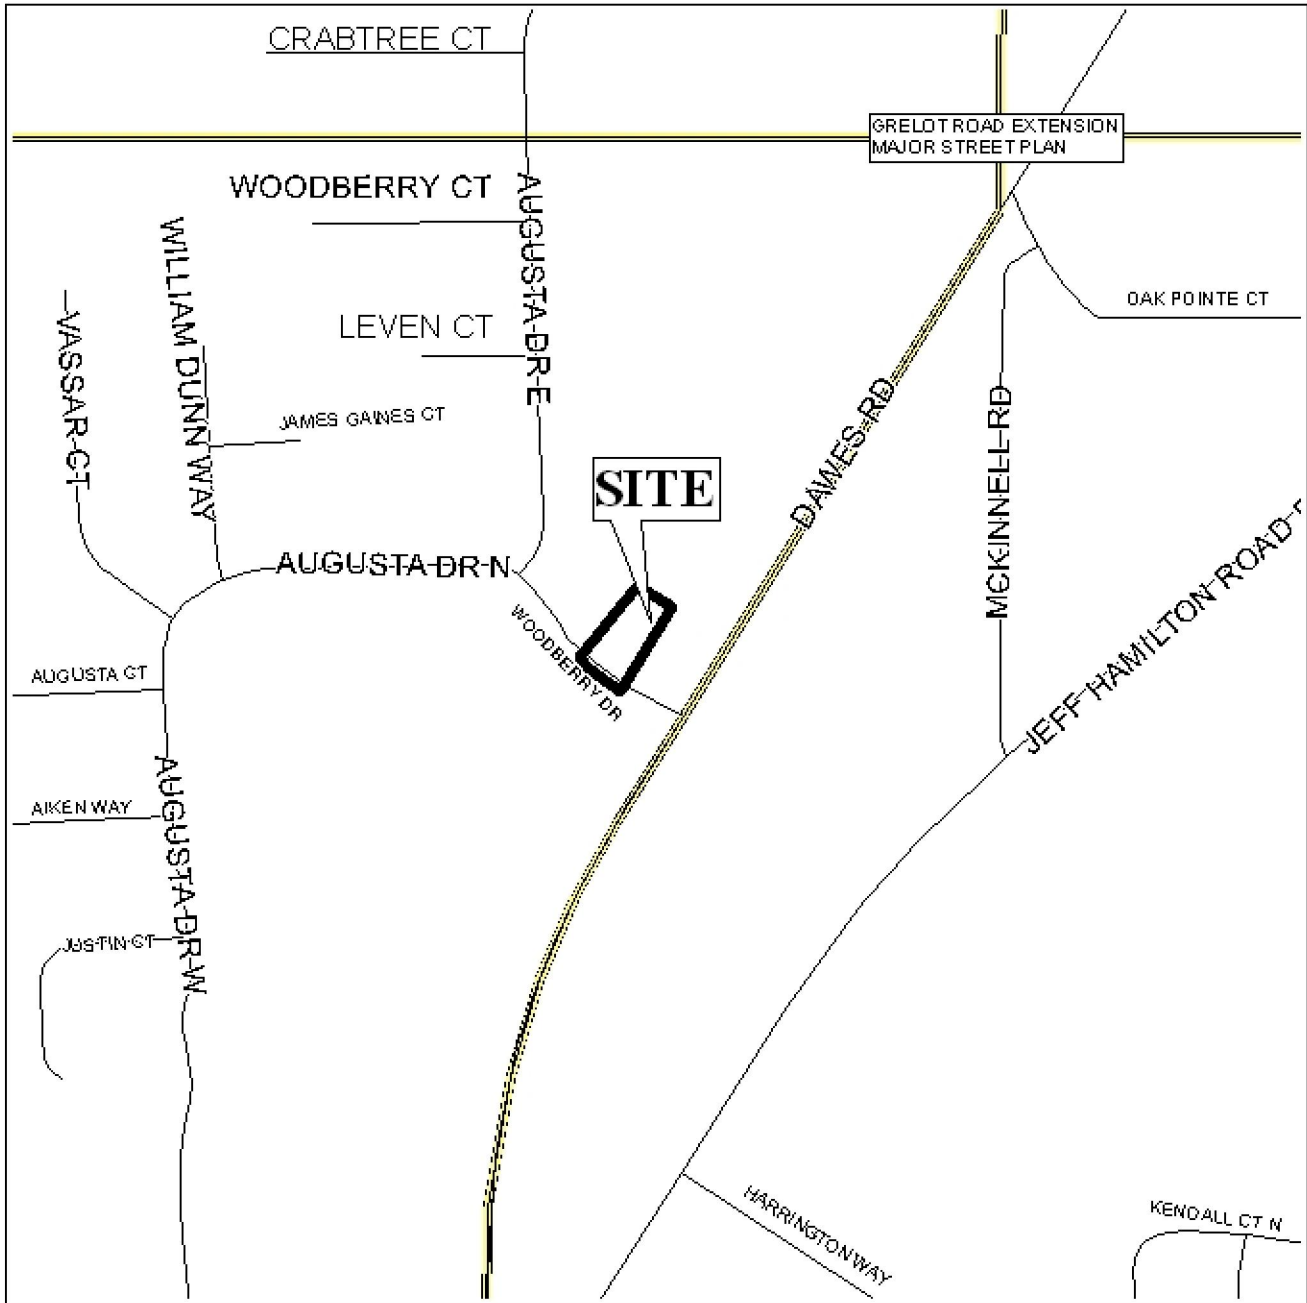 CRABTREE CT
GRELOT ROAD EXTENSION
MAJOR STREET PLAN
WOODBERRY CT
AUGUSTA DR E
WILLIAM DUNN WAY
VASSAR CT
LEVEN CT
OAK POINTE CT
JAMES GAINES CT
DAWES RD
MCKINNELL RD
SITE
JEFF HAMILTON ROAD
AUGUSTA DR N
WOODBERRY DR
AUGUSTA CT
AUGUSTA DR W
AIKEN WAY
JUSTIN CT
HARRINGTON WAY
KENDALL CT N